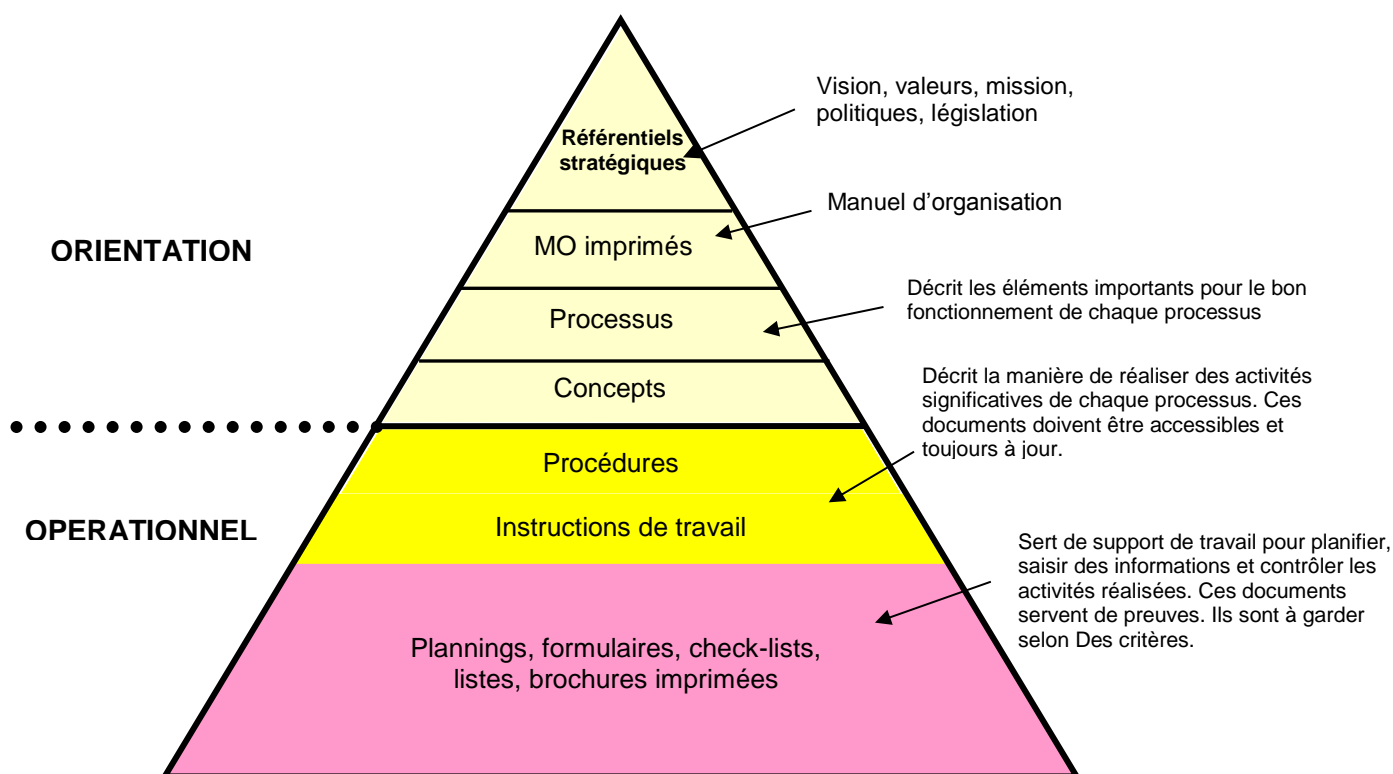 Vision, valeurs, mission,
politiques, législation
Référentiels
stratégiques
Manuel d’organisation
MO imprimés
ORIENTATION
Décrit les éléments importants pour le bon
fonctionnement de chaque processus
Processus
Concepts
Décrit la manière de réaliser des activités
significatives de chaque processus. Ces
documents doivent être accessibles et
toujours à jour.
Procédures
Instructions de travail
OPERATIONNEL
Sert de support de travail pour planifier,
saisir des informations et contrôler les
activités réalisées. Ces documents
servent de preuves. Ils sont à garder
selon Des critères.
Plannings, formulaires, check-lists,
listes, brochures imprimées